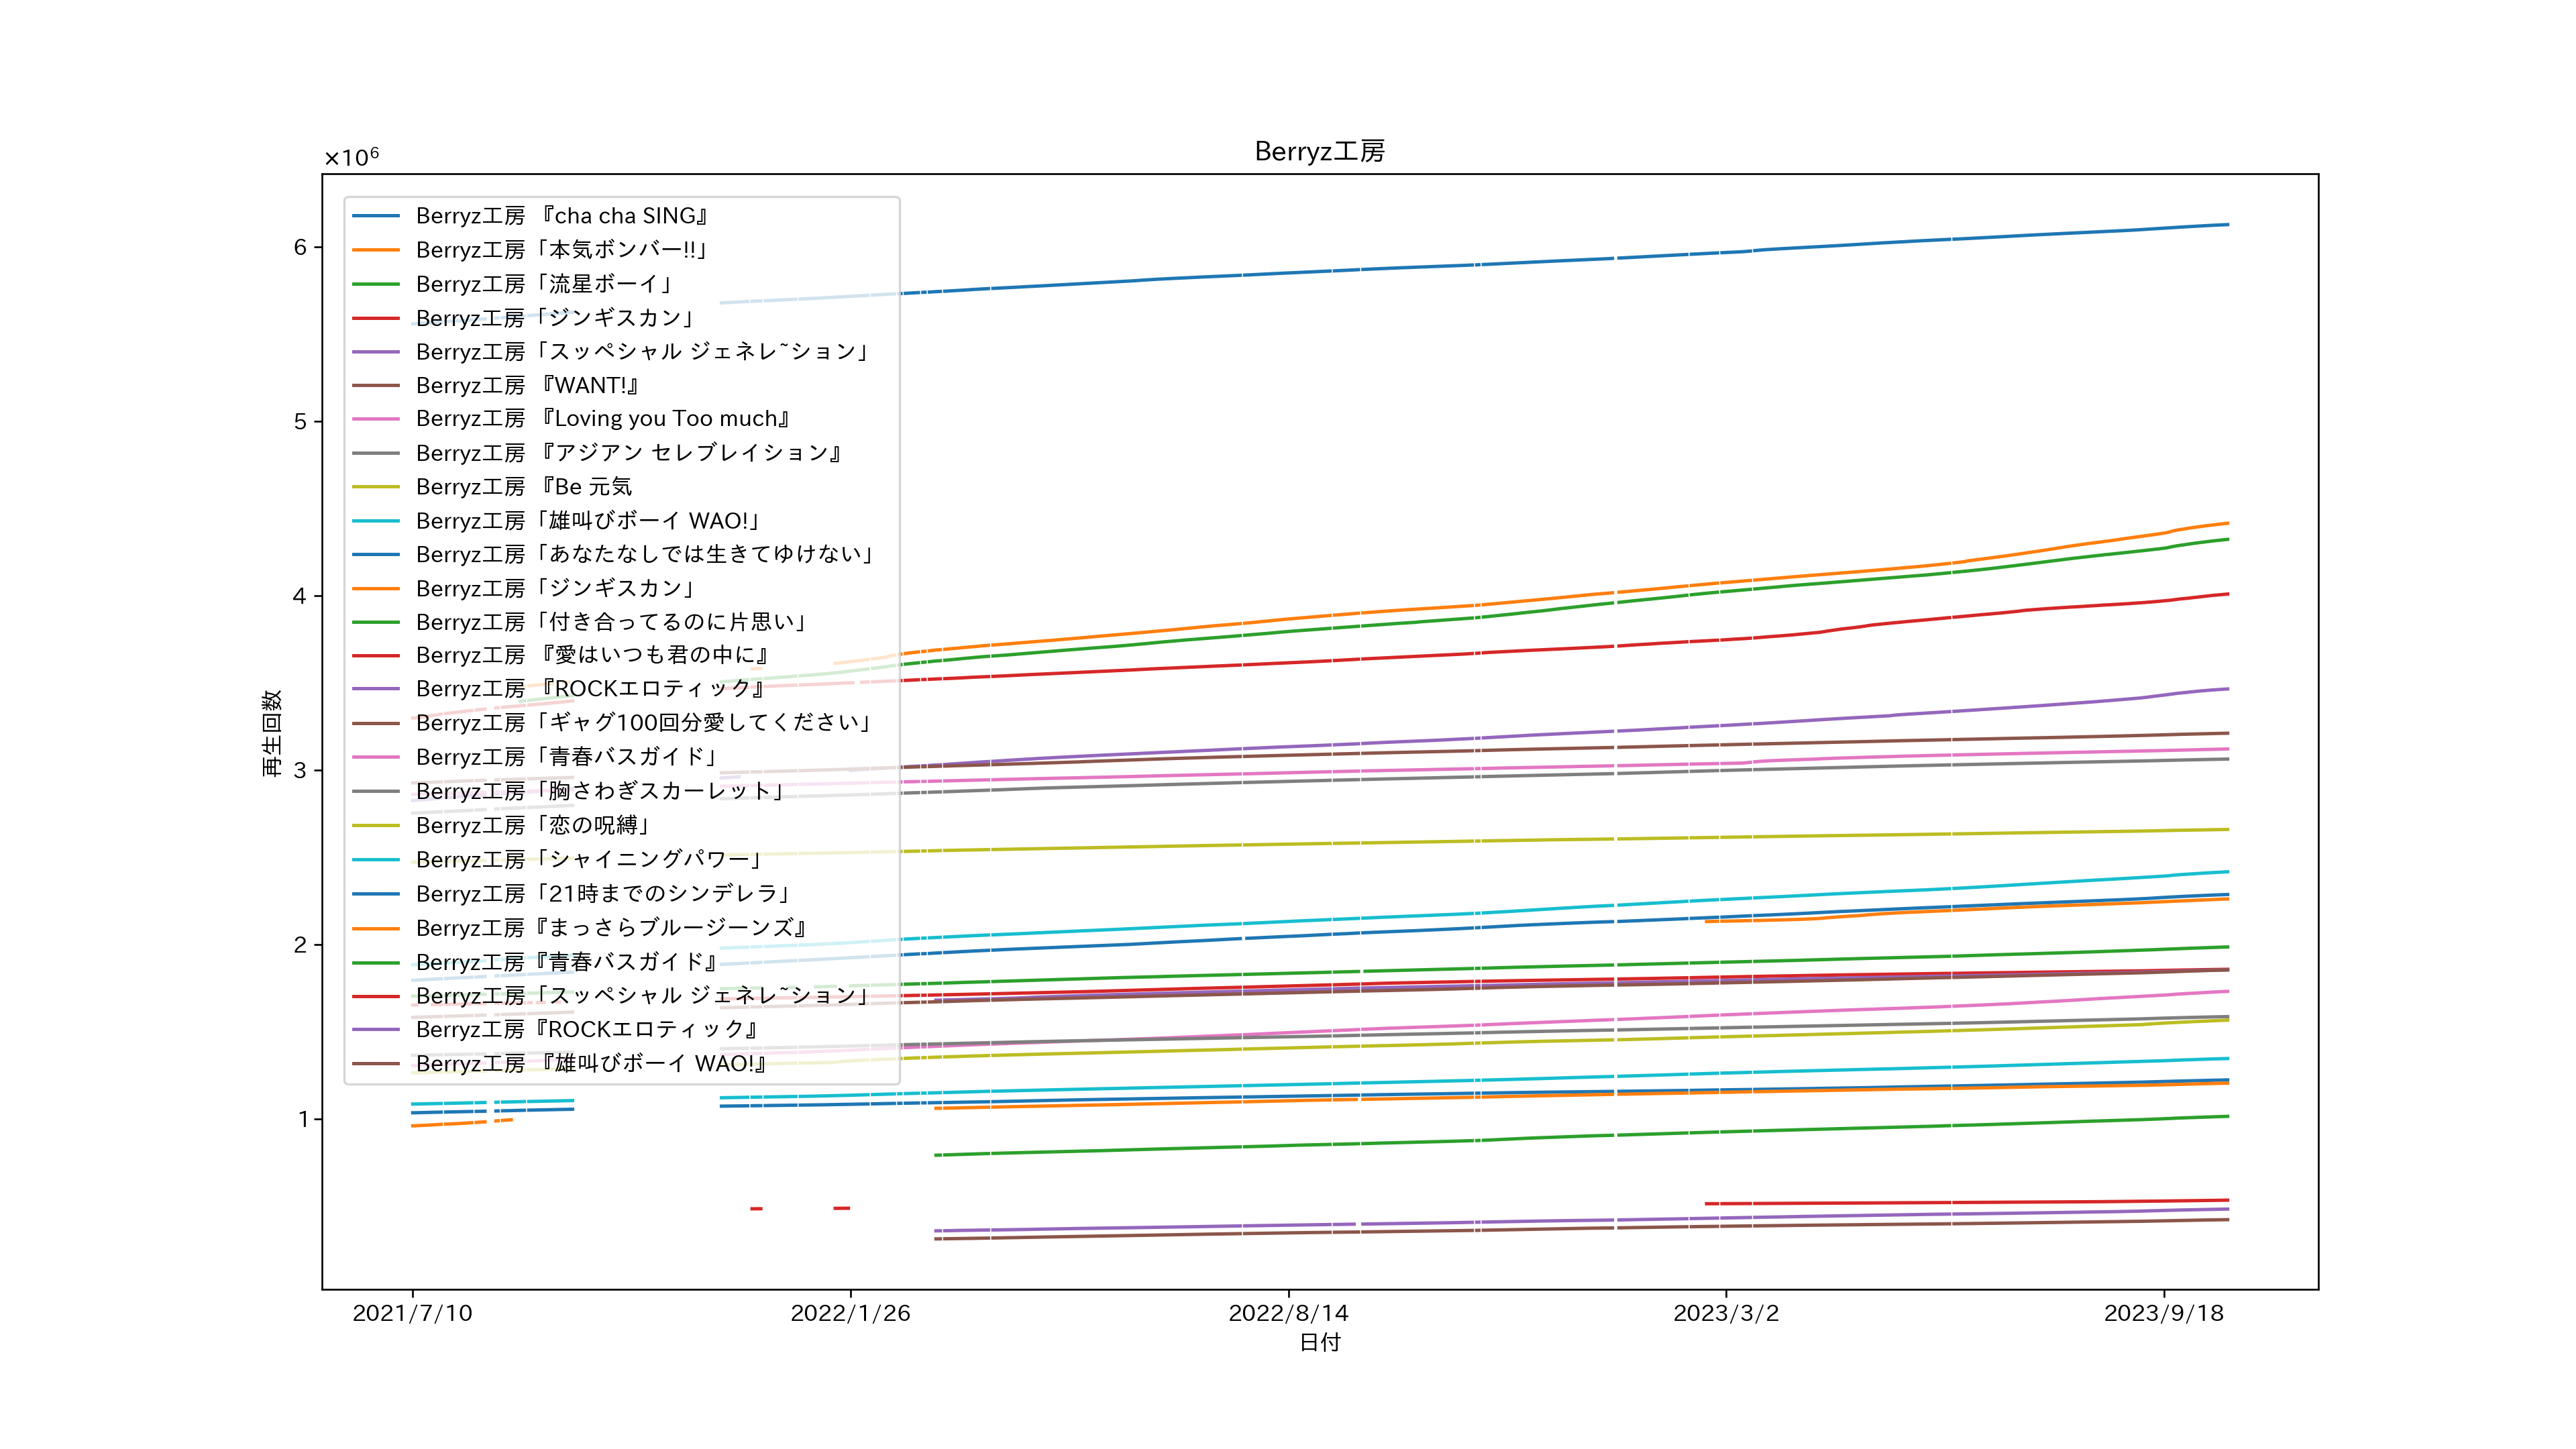 Berryz工房
×10⁶
Berryz工房 『cha cha SING』
Berryz工房「本気ボンバー!!」
Berryz工房「流星ボーイ」
Berryz工房「ジンギスカン」
Berryz工房「スッペシャル ジェネレ~ション」
Berryz工房 『WANT!』
Berryz工房 『Loving you Too much』
Berryz工房 『アジアン セレブレイション』
Berryz工房 『Be 元気
Berryz工房「雄叫びボーイ WAO!」
Berryz工房「あなたなしでは生きてゆけない」
Berryz工房「ジンギスカン」
Berryz工房「付き合ってるのに片思い」
Berryz工房 『愛はいつも君の中に』
Berryz工房 『ROCKエロティック』
Berryz工房「ギャグ100回分愛してください」
Berryz工房「青春バスガイド」
Berryz工房「胸さわぎスカーレット」
Berryz工房「恋の呪縛」
Berryz工房「シャイニングパワー」
Berryz工房「21時までのシンデレラ」
Berryz工房『まっさらブルージーンズ』
Berryz工房『青春バスガイド』
Berryz工房「スッペシャル ジェネレ~ション」
Berryz工房『ROCKエロティック』
Berryz工房 『雄叫びボーイ WAO!』
6
5
4
3
2
1
再生回数
2021/7/10
2022/1/26
2022/8/14
2023/3/2
2023/9/18
日付